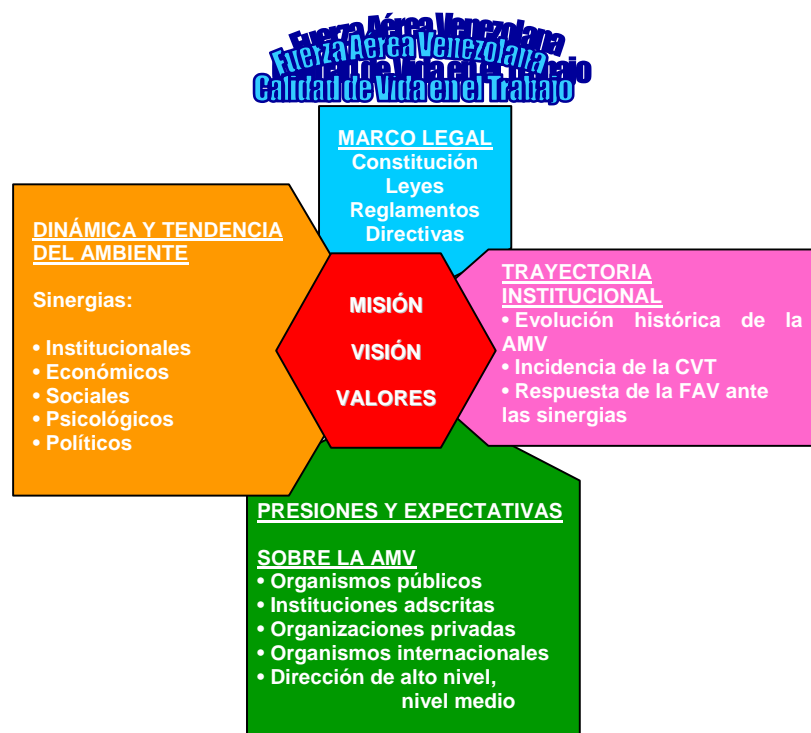 Fuerza Aérea Venezolana
Calidad de Vida en el Trabajo
MARCO LEGAL
Constitución
Leyes
Reglamentos
Directivas
DINÁMICA Y TENDENCIA
DEL AMBIENTE
Sinergias:
• Institucionales
• Económicos
• Sociales
• Psicológicos
• Políticos
MISIÓN
VISIÓN
VALORES
TRAYECTORIA
INSTITUCIONAL
• Evolución histórica de la
AMV
• Incidencia de la CVT
• Respuesta de la FAV ante
las sinergias
PRESIONES Y EXPECTATIVAS
SOBRE LA AMV
• Organismos públicos
• Instituciones adscritas
• Organizaciones privadas
• Organismos internacionales
• Dirección de alto nivel,
nivel medio